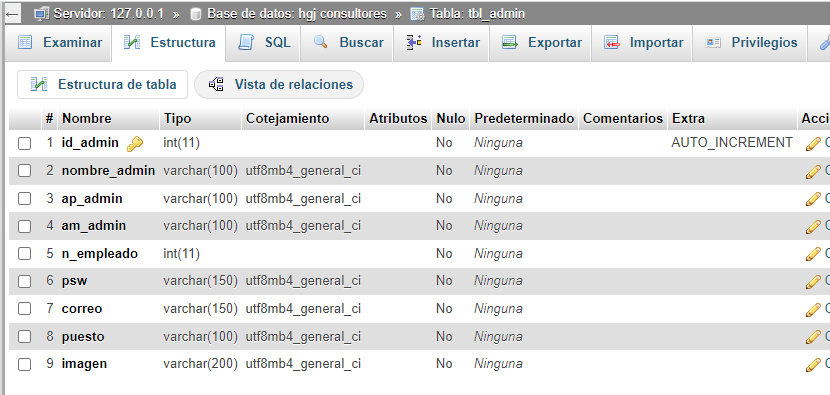 ← Servidor: 127.0.0.1 » Base de datos: hgj consultores » Tabla: tbl_admin
Examinar Estructura SQL Buscar Insertar Exportar Importar Privilegios
Estructura de tabla Vista de relaciones
# Nombre Tipo Cotejamiento Atributos Nulo Predeterminado Comentarios Extra Acci
1 id_admin int(11) No Ninguna AUTO_INCREMENT C
2 nombre_admin varchar(100) utf8mb4_general_ci No Ninguna C
3 ap_admin varchar(100) utf8mb4_general_ci No Ninguna C
4 am_admin varchar(100) utf8mb4_general_ci No Ninguna C
5 n_empleado int(11) No Ninguna C
6 psw varchar(150) utf8mb4_general_ci No Ninguna C
7 correo varchar(150) utf8mb4_general_ci No Ninguna C
8 puesto varchar(100) utf8mb4_general_ci No Ninguna C
9 imagen varchar(200) utf8mb4_general_ci No Ninguna C